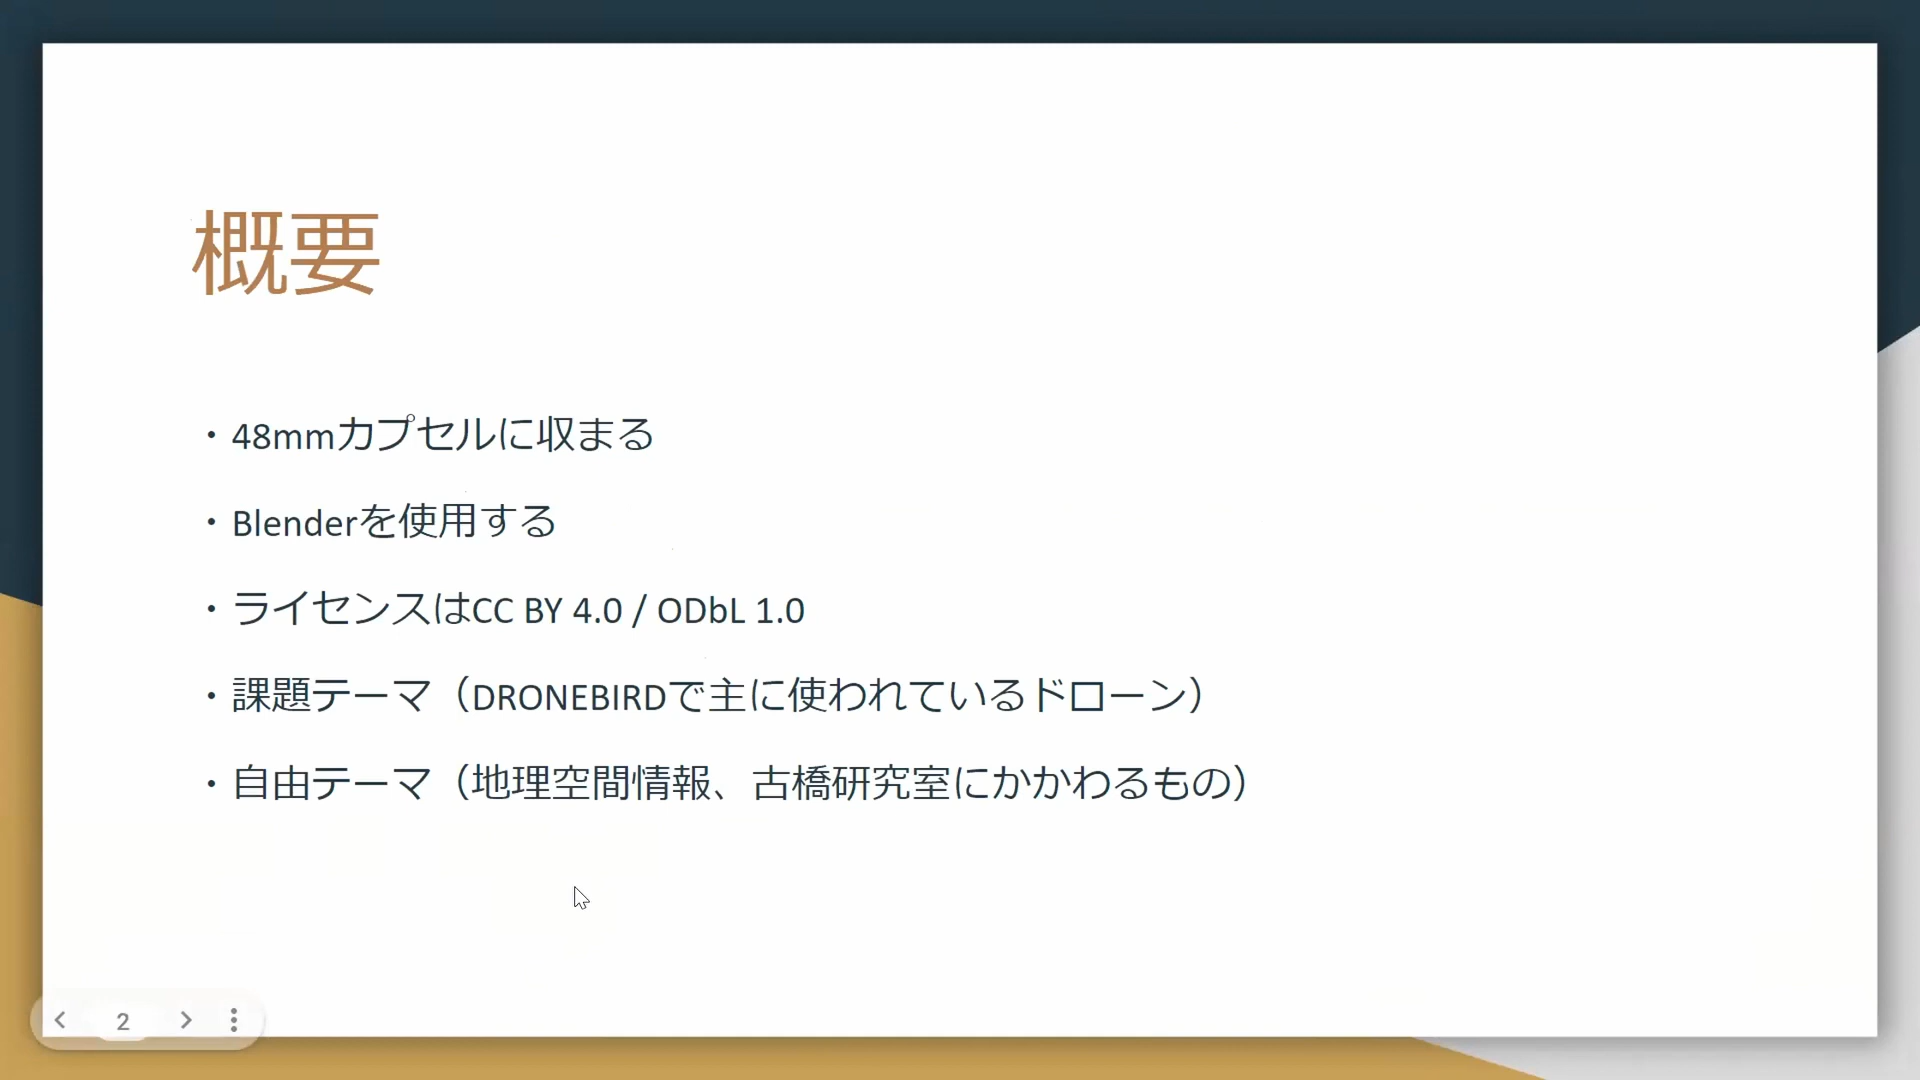 概要
・48mmカプセルに収まる
・Blenderを使用する
・ライセンスはCC BY 4.0 / ODbL 1.0
・課題テーマ（DRONEBIRDで主に使われているドローン）
・自由テーマ（地理空間情報、古橋研究室にかかわるもの）
2